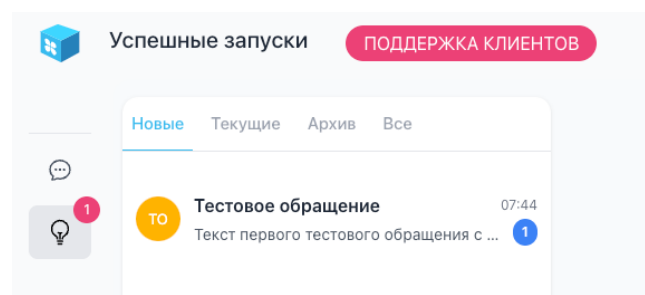 Успешные запуски
ПОДДЕРЖКА КЛИЕНТОВ
Новые Текущие Архив Все
1
ТО
Тестовое обращение 07:44
Текст первого тестового обращения с ... 1